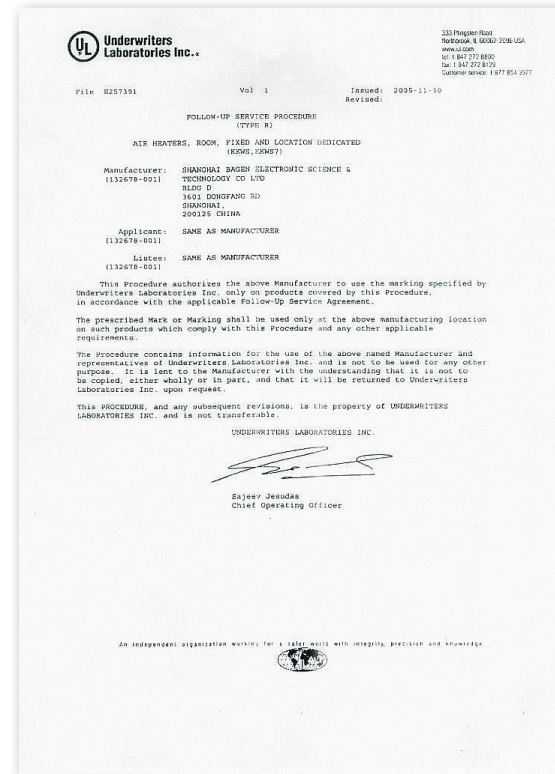 UL
Underwriters
Laboratories Inc.®
333 Pfingsten Road
Northbrook, IL 60062-2096 USA
www.ul.com
tel: 1 847 272 8800
fax: 1 847 272 8129
Customer service: 1 877 854 3577
File E257391 Vol 1 Issued: 2005-11-30
Revised:
FOLLOW-UP SERVICE PROCEDURE
(TYPE R)
AIR HEATERS, ROOM, FIXED AND LOCATION DEDICATED
(KKWS,KKWS7)
Manufacturer: SHANGHAI BAGEN ELECTRONIC SCIENCE &
(132678-001) TECHNOLOGY CO LTD
BLDG D
3601 DONGFANG RD
SHANGHAI,
200125 CHINA
Applicant: SAME AS MANUFACTURER
(132678-001)
Listee: SAME AS MANUFACTURER
(132678-001)
This Procedure authorizes the above Manufacturer to use the marking specified by
Underwriters Laboratories Inc. only on products covered by this Procedure,
in accordance with the applicable Follow-Up Service Agreement.
The prescribed Mark or Marking shall be used only at the above manufacturing location
on such products which comply with this Procedure and any other applicable
requirements.
The Procedure contains information for the use of the above named Manufacturer and
representatives of Underwriters Laboratories Inc. and is not to be used for any other
purpose. It is lent to the Manufacturer with the understanding that it is not to
be copied, either wholly or in part, and that it will be returned to Underwriters
Laboratories Inc. upon request.
This PROCEDURE, and any subsequent revisions, is the property of UNDERWRITERS
LABORATORIES INC. and is not transferable.
UNDERWRITERS LABORATORIES INC.
Sajeev Jesudas
Chief Operating Officer
An independent organization working for a safer world with integrity, precision and knowledge